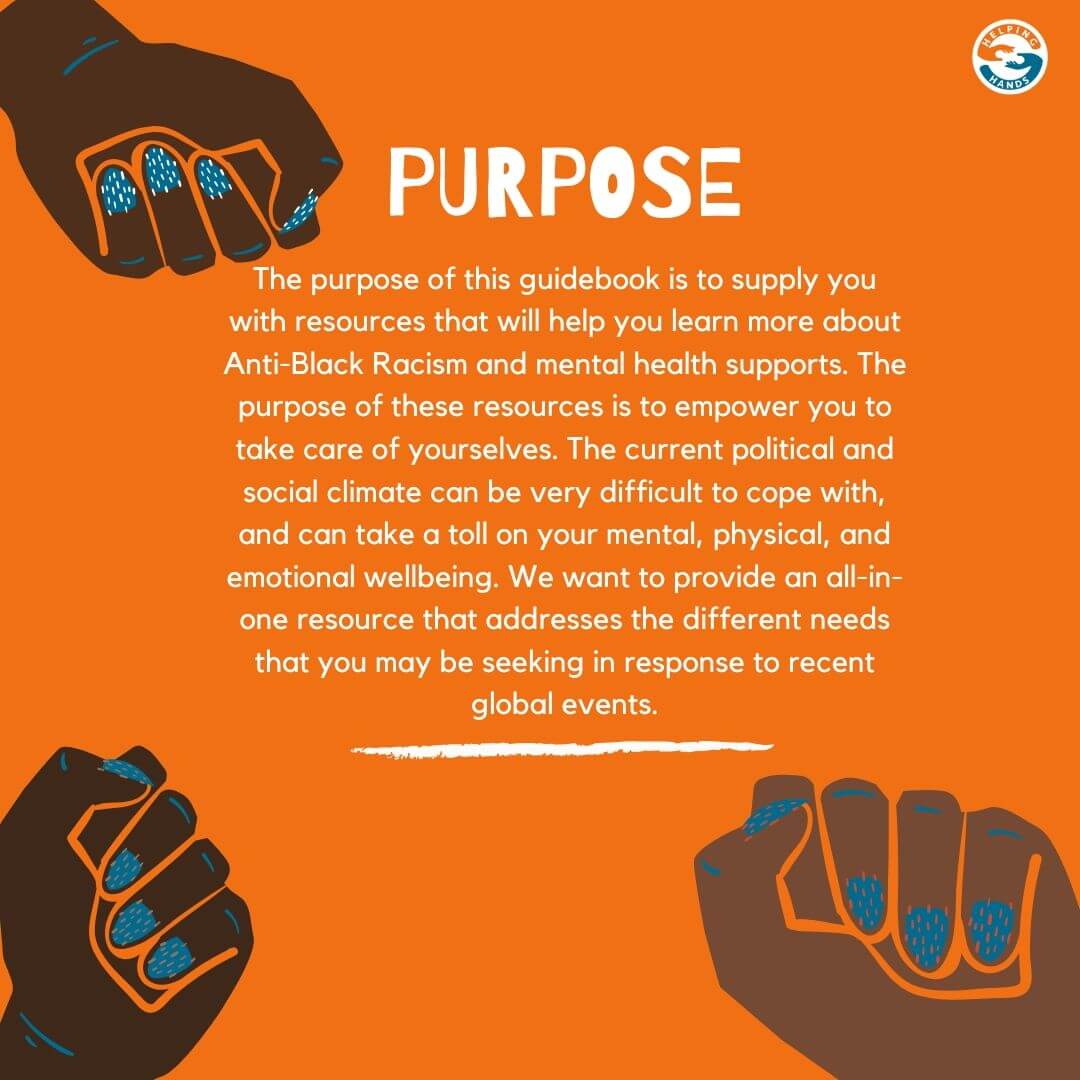 HELPING
HANDS
PURPOSE
The purpose of this guidebook is to supply you
with resources that will help you learn more about
Anti-Black Racism and mental health supports. The
purpose of these resources is to empower you to
take care of yourselves. The current political and
social climate can be very difficult to cope with,
and can take a toll on your mental, physical, and
emotional wellbeing. We want to provide an all-in-
one resource that addresses the different needs
that you may be seeking in response to recent
global events.